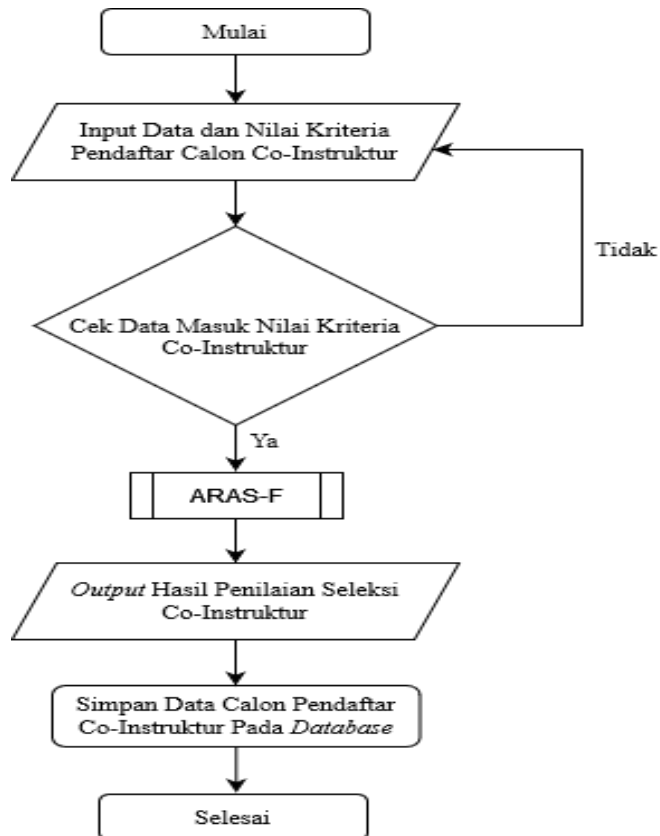 Mulai
Input Data dan Nilai Kriteria
Pendaftar Calon Co-Instruktur
Tidak
Cek Data Masuk Nilai Kriteria
Co-Instruktur
Ya
ARAS-F
Output Hasil Penilaian Seleksi
Co-Instruktur
Simpan Data Calon Pendaftar
Co-Instruktur Pada Database
Selesai